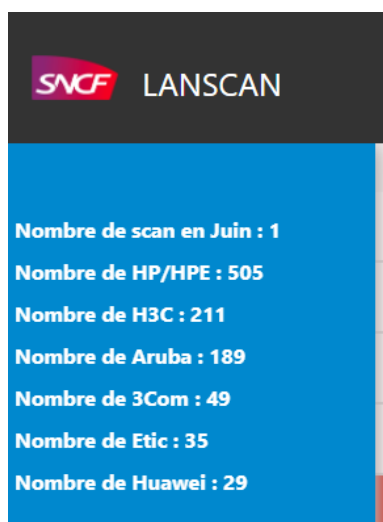 SNCF LANSCAN
Nombre de scan en Juin : 1
Nombre de HP/HPE : 505
Nombre de H3C : 211
Nombre de Aruba : 189
Nombre de 3Com : 49
Nombre de Etic : 35
Nombre de Huawei : 29